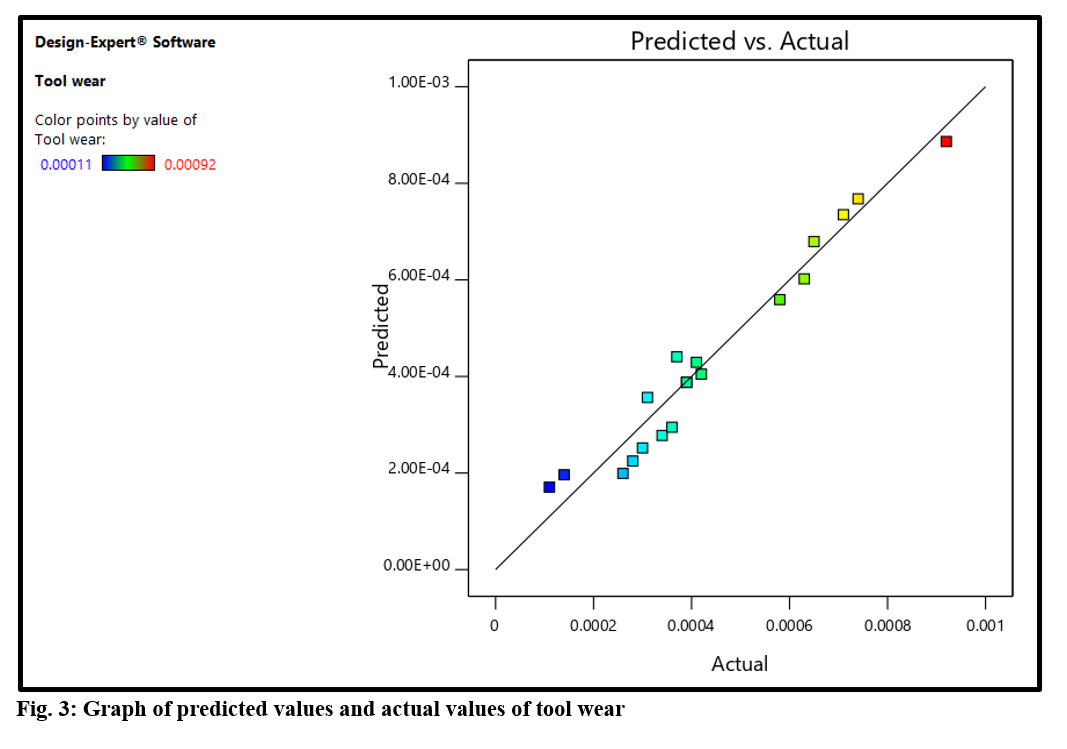 Design-Expert® Software
Tool wear
Color points by value of
Tool wear:
0.00011 0.00092
Predicted vs. Actual
Predicted
1.00E-03
8.00E-04
6.00E-04
4.00E-04
2.00E-04
0.00E+00
0 0.0002 0.0004 0.0006 0.0008 0.001
Actual
Fig. 3: Graph of predicted values and actual values of tool wear